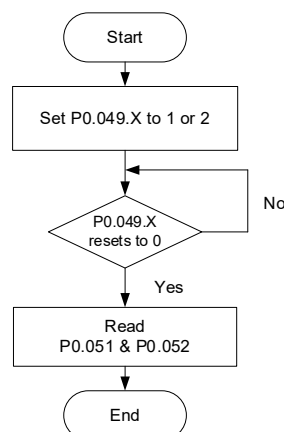 Start
Set P0.049.X to 1 or 2
P0.049.X
resets to 0
No
Yes
Read
P0.051 & P0.052
End